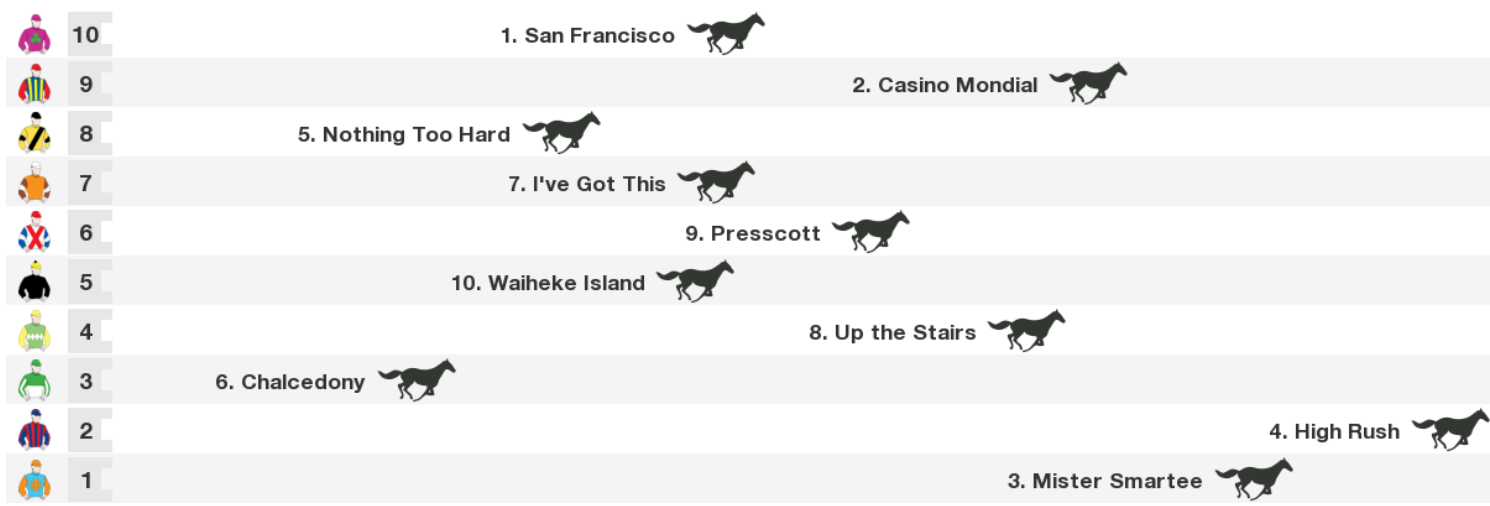 10 1. San Francisco
9 2. Casino Mondial
8 5. Nothing Too Hard
7 7. I've Got This
6 9. Presscott
5 10. Waiheke Island
4 8. Up the Stairs
3 6. Chalcedony
2 4. High Rush
1 3. Mister Smartee